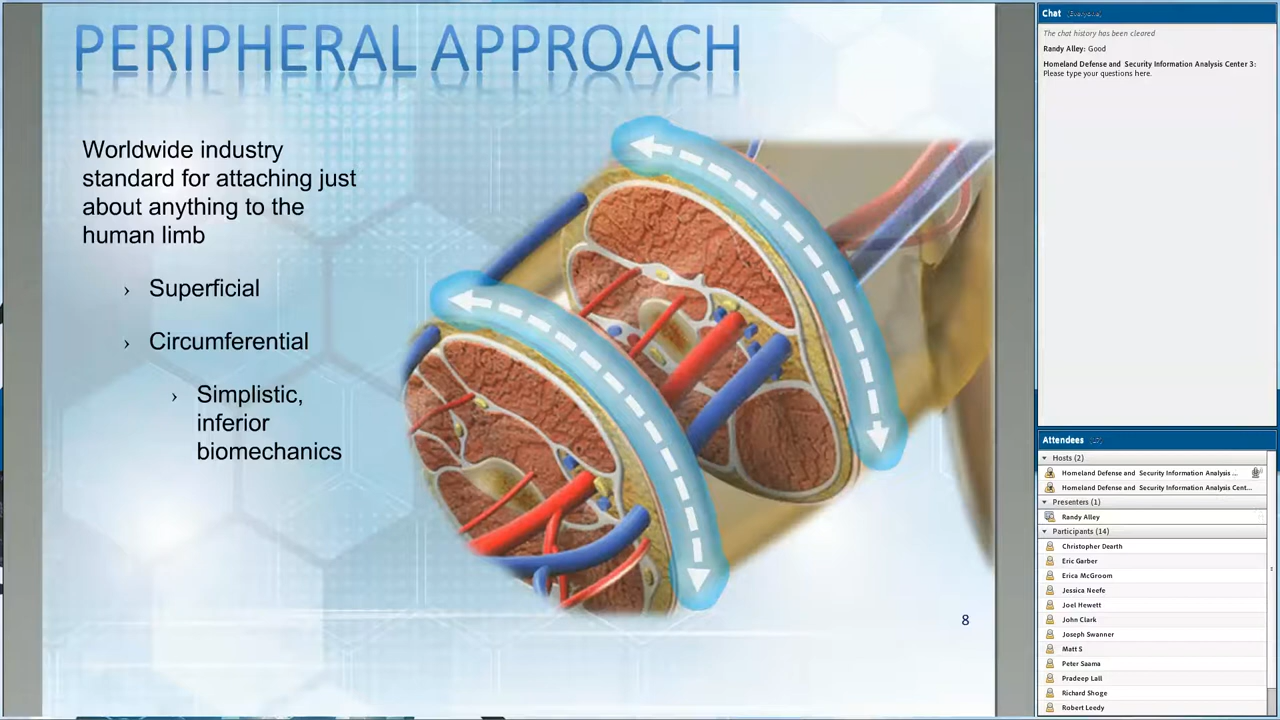 PERIPHERAL APPROACH
Worldwide industry
standard for attaching just
about anything to the
human limb
› Superficial
› Circumferential
› Simplistic,
inferior
biomechanics
8
Chat (Everyone)
The chat history has been cleared
Randy Alley: Good
Homeland Defense and Security Information Analysis Center 3:
Please type your questions here.
Attendees (17)
Hosts (2)
Homeland Defense and Security Information Analysis ...
Homeland Defense and Security Information Analysis Cent...
Presenters (1)
Randy Alley
Participants (14)
Christopher Dearth
Eric Garber
Erica McGroom
Jessica Neefe
Joel Hewett
John Clark
Joseph Swanner
Matt S
Peter Saama
Pradeep Lall
Richard Shoge
Robert Leedy